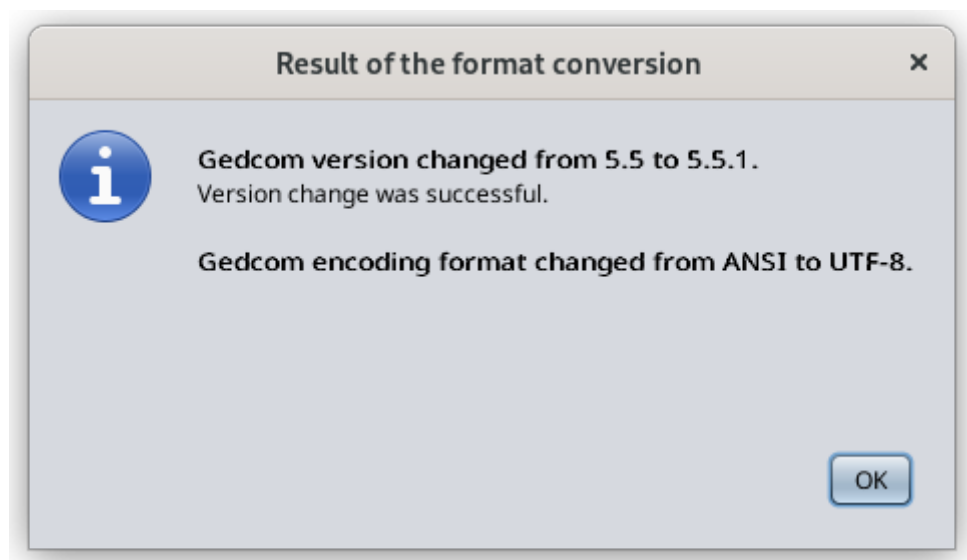 Result of the format conversion
Gedcom version changed from 5.5 to 5.5.1.
Version change was successful.
Gedcom encoding format changed from ANSI to UTF-8.
OK